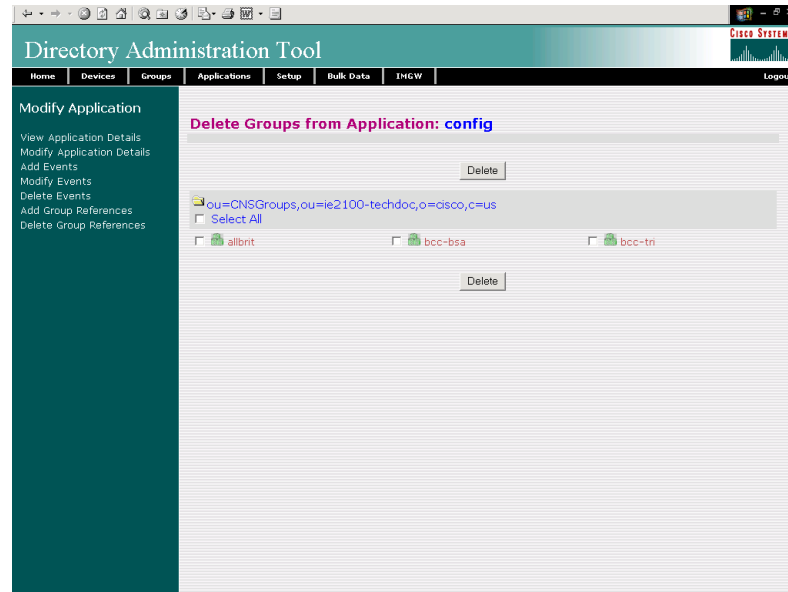 CISCO SYSTEM
Directory Administration Tool
Home Devices Groups Applications Setup Bulk Data IMGW Logou
Modify Application
View Application Details
Modify Application Details
Add Events
Modify Events
Delete Events
Add Group References
Delete Group References
Delete Groups from Application: config
Delete
ou=CNSGroups,ou=ie2100-techdoc,o=cisco,c=us
Select All
allbrit bcc-bsa bcc-tri
Delete